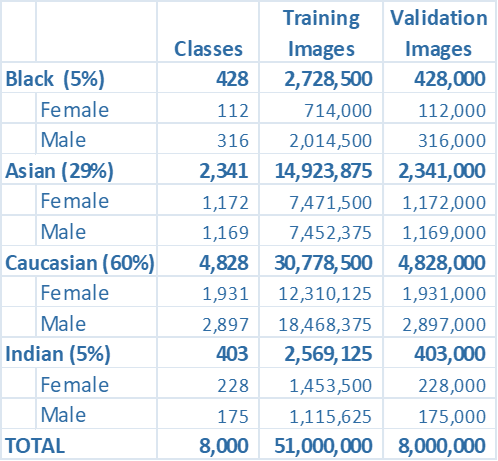 Training Validation
Classes Images Images
Black (5%) 428 2,728,500 428,000
Female 112 714,000 112,000
Male 316 2,014,500 316,000
Asian (29%) 2,341 14,923,875 2,341,000
Female 1,172 7,471,500 1,172,000
Male 1,169 7,452,375 1,169,000
Caucasian (60%) 4,828 30,778,500 4,828,000
Female 1,931 12,310,125 1,931,000
Male 2,897 18,468,375 2,897,000
Indian (5%) 403 2,569,125 403,000
Female 228 1,453,500 228,000
Male 175 1,115,625 175,000
TOTAL 8,000 51,000,000 8,000,000